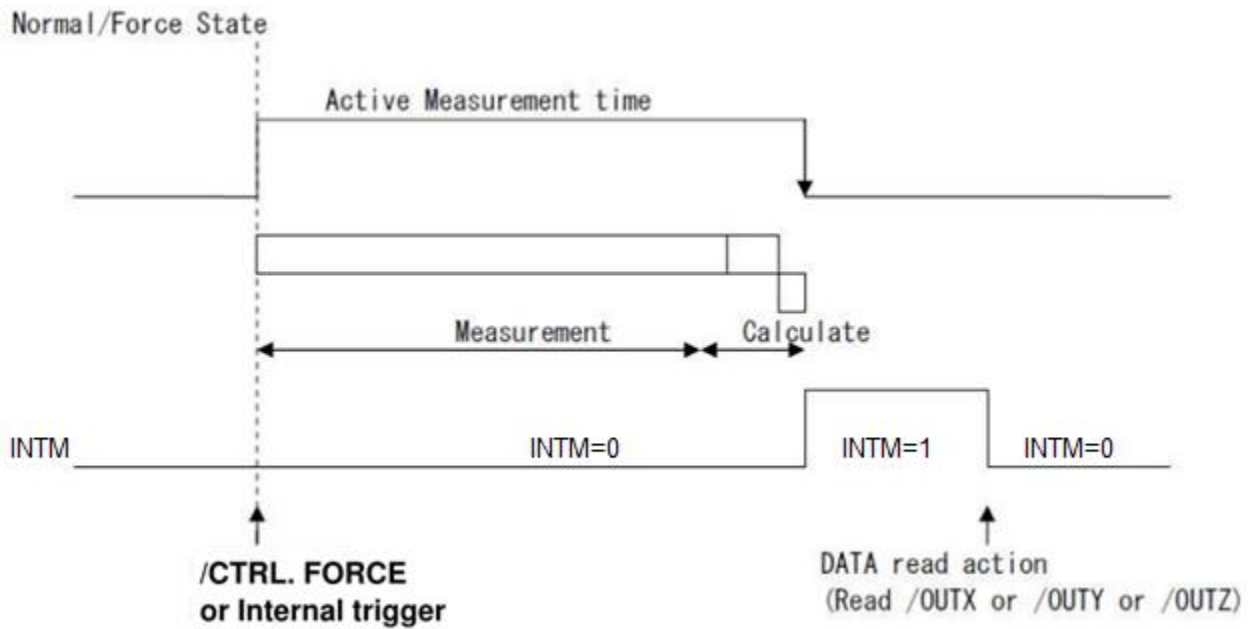 Normal/Force State
Active Measurement time
Measurement
Calculate
INTM
INTM=0
INTM=1
INTM=0
/CTRL. FORCE
or Internal trigger
DATA read action
(Read /OUTX or /OUTY or /OUTZ)